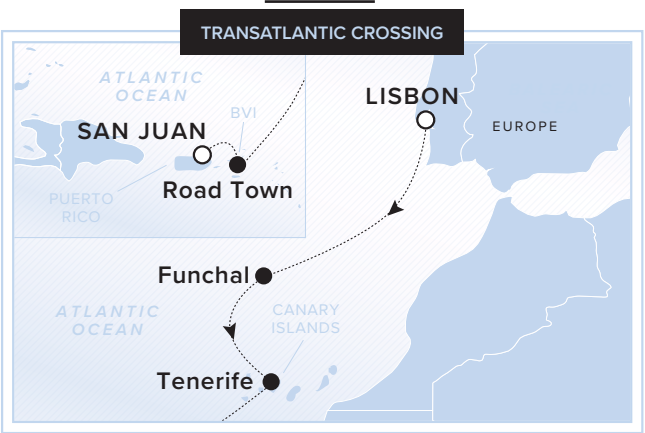 TRANSATLANTIC CROSSING
ATLANTIC
OCEAN
BVI
SAN JUAN
Road Town
PUERTO
RICO
LISBON
EUROPE
Funchal
ATLANTIC
OCEAN
CANARY
ISLANDS
Tenerife